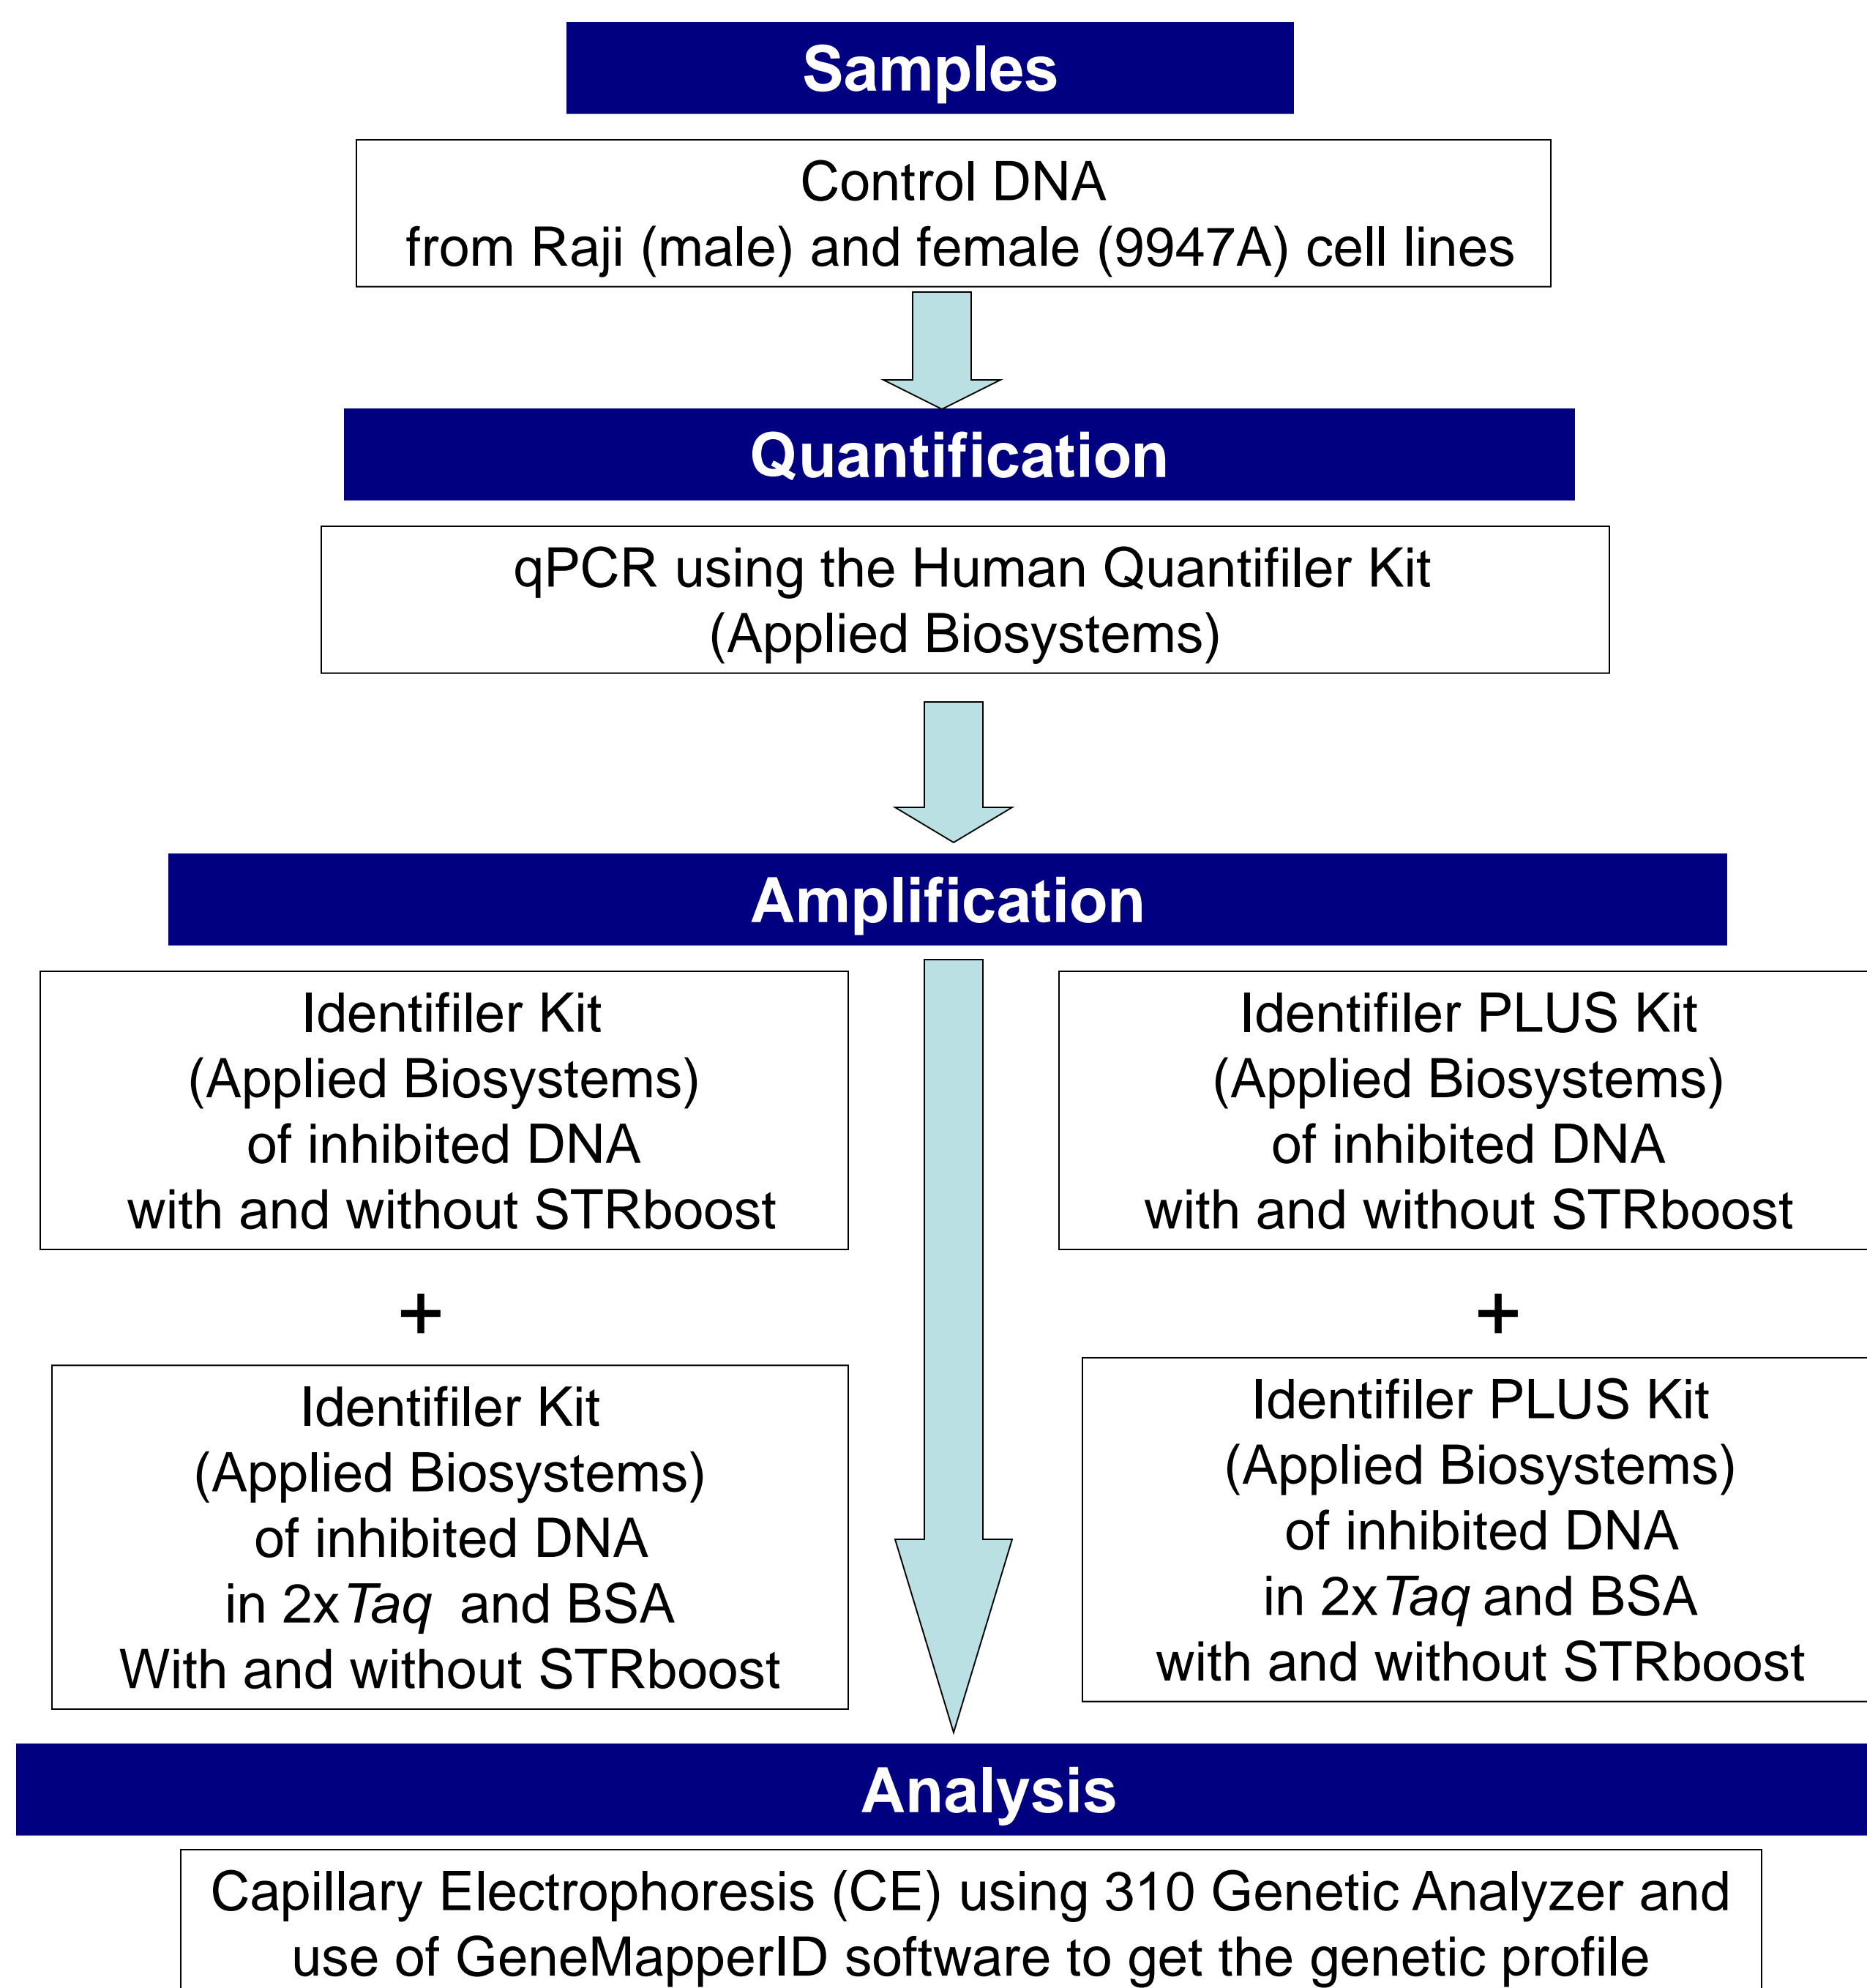 Samples
Control DNA
from Raji (male) and female (9947A) cell lines
Quantification
qPCR using the Human Quantifiler Kit
(Applied Biosystems)
Amplification
Identifiler Kit
(Applied Biosystems)
of inhibited DNA
with and without STRboost
+
Identifiler Kit
(Applied Biosystems)
of inhibited DNA
in 2xTaq and BSA
With and without STRboost
Identifiler PLUS Kit
(Applied Biosystems)
of inhibited DNA
with and without STRboost
+
Identifiler PLUS Kit
(Applied Biosystems)
of inhibited DNA
in 2xTaq and BSA
with and without STRboost
Analysis
Capillary Electrophoresis (CE) using 310 Genetic Analyzer and
use of GeneMapperID software to get the genetic profile